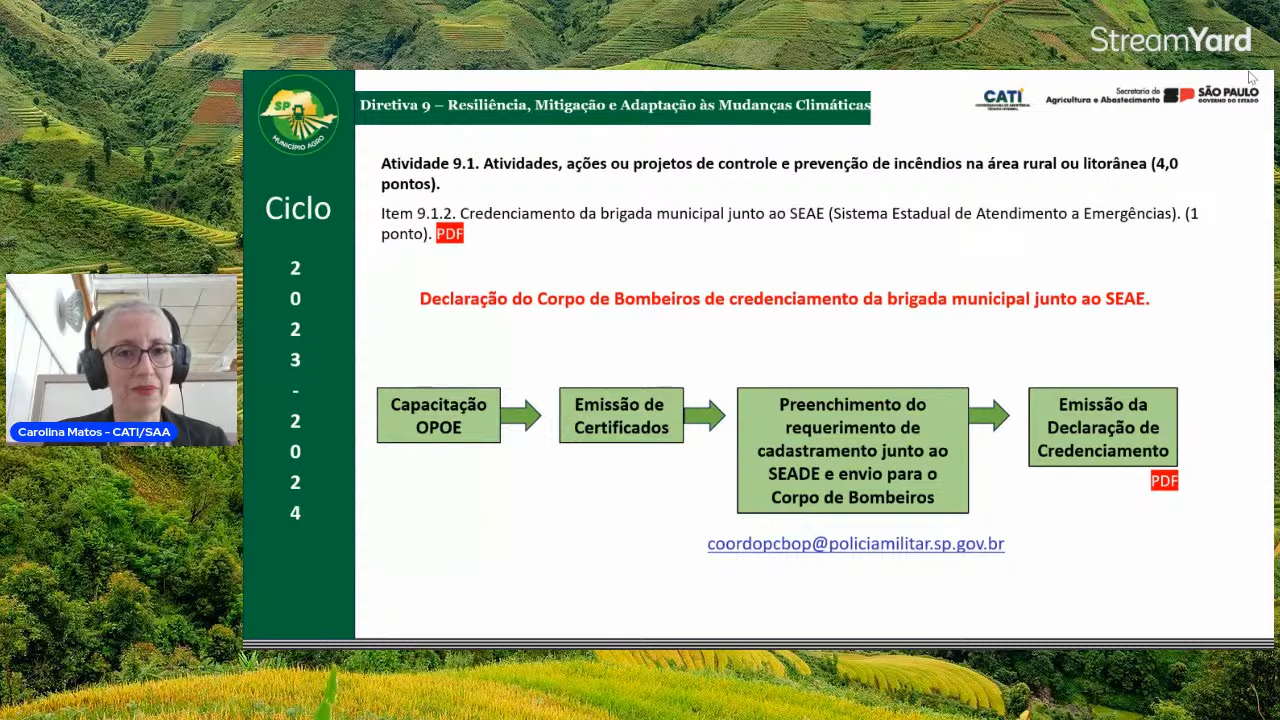 StreamYard
SP
MUNICÍPIO AGRO
Diretiva 9 – Resiliência, Mitigação e Adaptação às Mudanças Climáticas
CATI
Secretaria de
Agricultura e Abastecimento
SP
SÃO PAULO
GOVERNO DO ESTADO
Ciclo
2
0
2
3
-
2
0
2
4
Atividade 9.1. Atividades, ações ou projetos de controle e prevenção de incêndios na área rural ou litorânea (4,0
pontos).
Item 9.1.2. Credenciamento da brigada municipal junto ao SEAE (Sistema Estadual de Atendimento a Emergências). (1
ponto). PDF
Declaração do Corpo de Bombeiros de credenciamento da brigada municipal junto ao SEAE.
Capacitação
OPOE
Emissão de
Certificados
Preenchimento do
requerimento de
cadastramento junto ao
SEADE e envio para o
Corpo de Bombeiros
Emissão da
Declaração de
Credenciamento
PDF
coordopcbop@policiamilitar.sp.gov.br
Carolina Matos - CATI/SAA